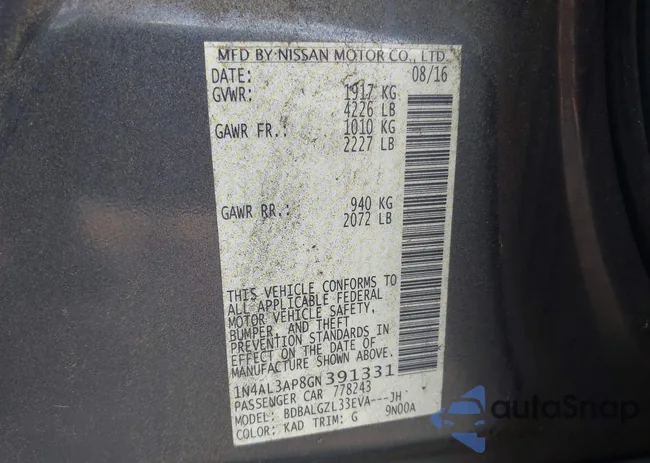 MFD BY NISSAN MOTOR CO., LTD.
DATE: 08/16
GVWR: 1917 KG
4226 LB
GAWR FR.: 1010 KG
2227 LB
GAWR RR.: 940 KG
2072 LB
THIS VEHICLE CONFORMS TO
ALL APPLICABLE FEDERAL
MOTOR VEHICLE SAFETY,
BUMPER, AND THEFT
PREVENTION STANDARDS IN
EFFECT ON THE DATE OF
MANUFACTURE SHOWN ABOVE.
1N4AL3AP8GN391331
PASSENGER CAR 778243
MODEL: BDBALGZL33EVA---JH
COLOR: KAD TRIM: G 9N00A
autoSnap